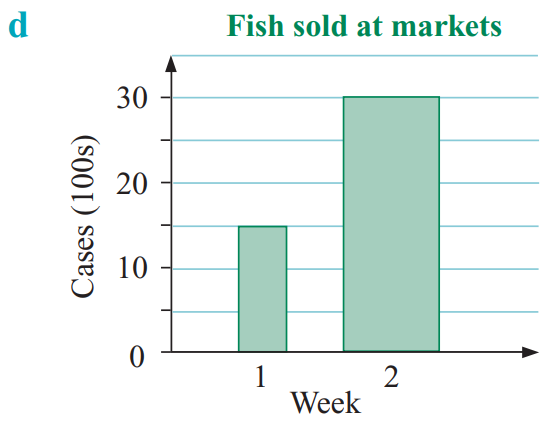 d
Fish sold at markets
Cases (100s)
30
20
10
0
1 2
Week